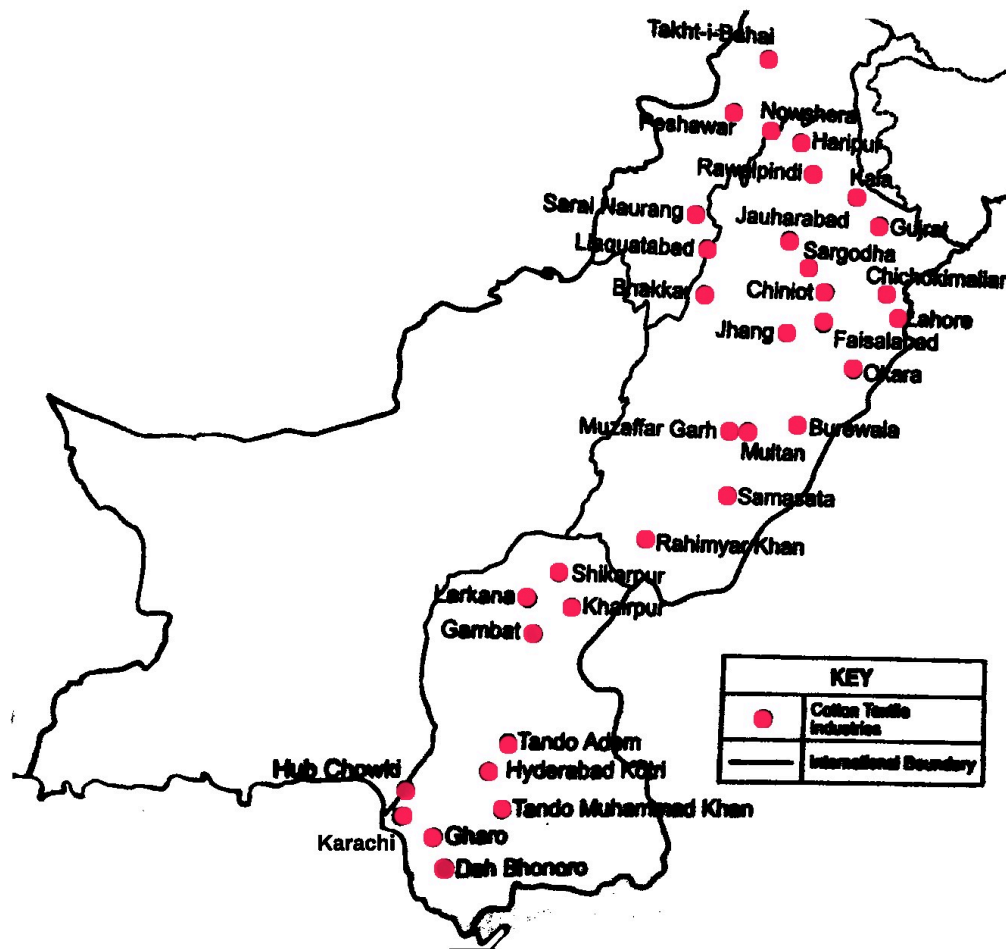 Takht-i-Bahai
Nowshera
Peshawar
Haripur
Rawalpindi
Kala
Sarai Naurang
Jauharabad
Gujrat
Liaquatabad
Sargodha
Chichokimallan
Bhakkar
Chiniot
Lahore
Jhang
Faisalabad
Okara
Muzaffar Garh
Burewala
Multan
Samasata
Rahimyar Khan
Shikarpur
Larkana
Khairpur
Gambat
KEY
Cotton Textile
Industries
International Boundary
Tando Adam
Hub Chowki
Hyderabad Kotri
Tando Muhammad Khan
Karachi
Gharo
Dah Bhonoro